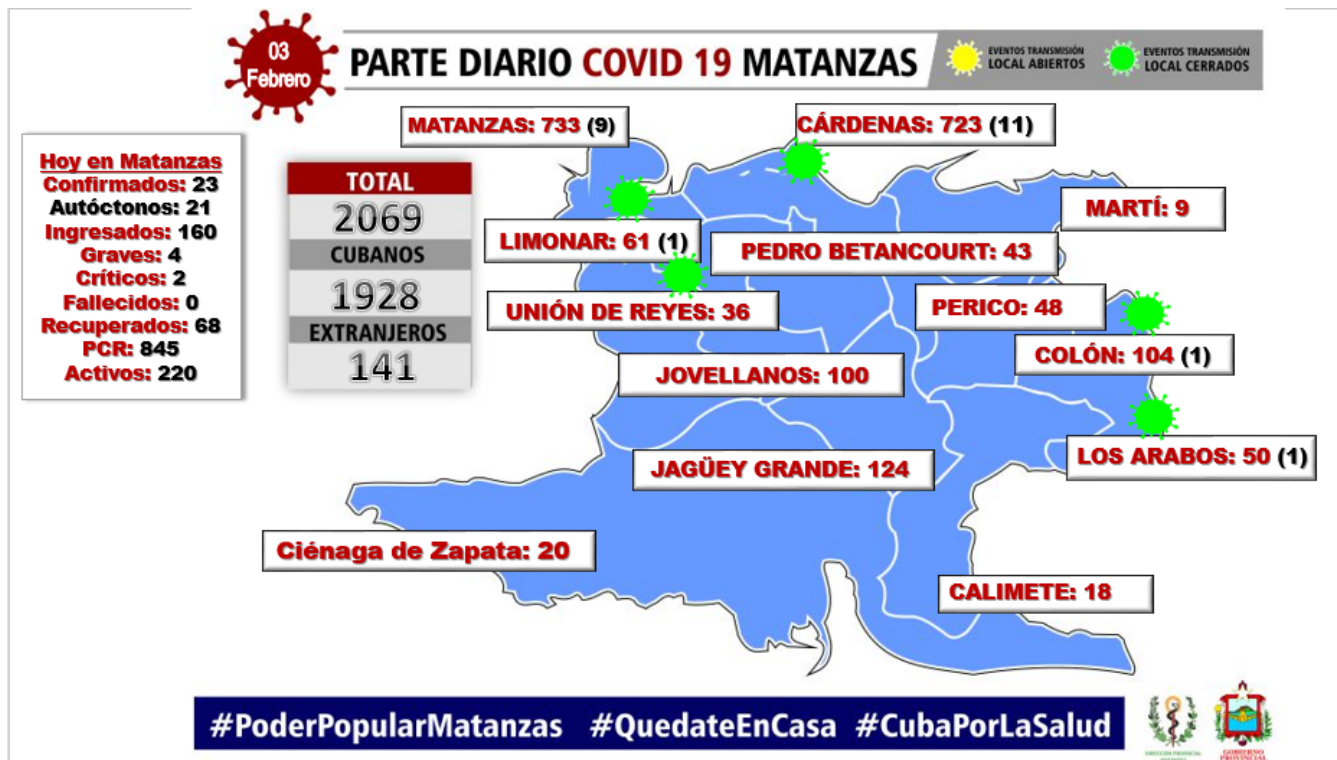 03
Febrero
PARTE DIARIO COVID 19 MATANZAS
EVENTOS TRANSMISIÓN
LOCAL ABIERTOS
EVENTOS TRANSMISIÓN
LOCAL CERRADOS
MATANZAS: 733 (9)
CÁRDENAS: 723 (11)
Hoy en Matanzas
Confirmados: 23
Autóctonos: 21
Ingresados: 160
Graves: 4
Críticos: 2
Fallecidos: 0
Recuperados: 68
PCR: 845
Activos: 220
TOTAL
2069
CUBANOS
1928
EXTRANJEROS
141
MARTÍ: 9
LIMONAR: 61 (1)
PEDRO BETANCOURT: 43
UNIÓN DE REYES: 36
PERICO: 48
COLÓN: 104 (1)
JOVELLANOS: 100
LOS ARABOS: 50 (1)
JAGÜEY GRANDE: 124
Ciénaga de Zapata: 20
CALIMETE: 18
#PoderPopularMatanzas #QuedateEnCasa #CubaPorLaSalud
DIRECCIÓN PROVINCIAL
GOBIERNO
PROVINCIAL